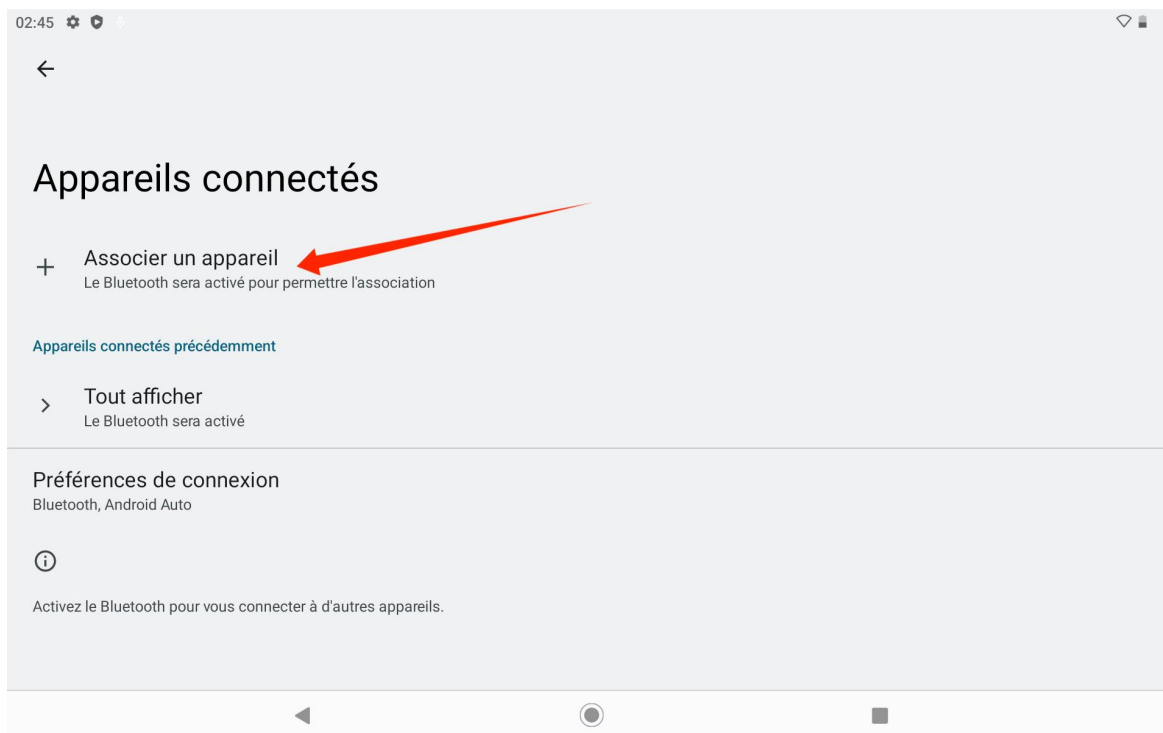 02:45
Appareils connectés
Associer un appareil
Le Bluetooth sera activé pour permettre l'association
Appareils connectés précédemment
Tout afficher
Le Bluetooth sera activé
Préférences de connexion
Bluetooth, Android Auto
Activez le Bluetooth pour vous connecter à d'autres appareils.